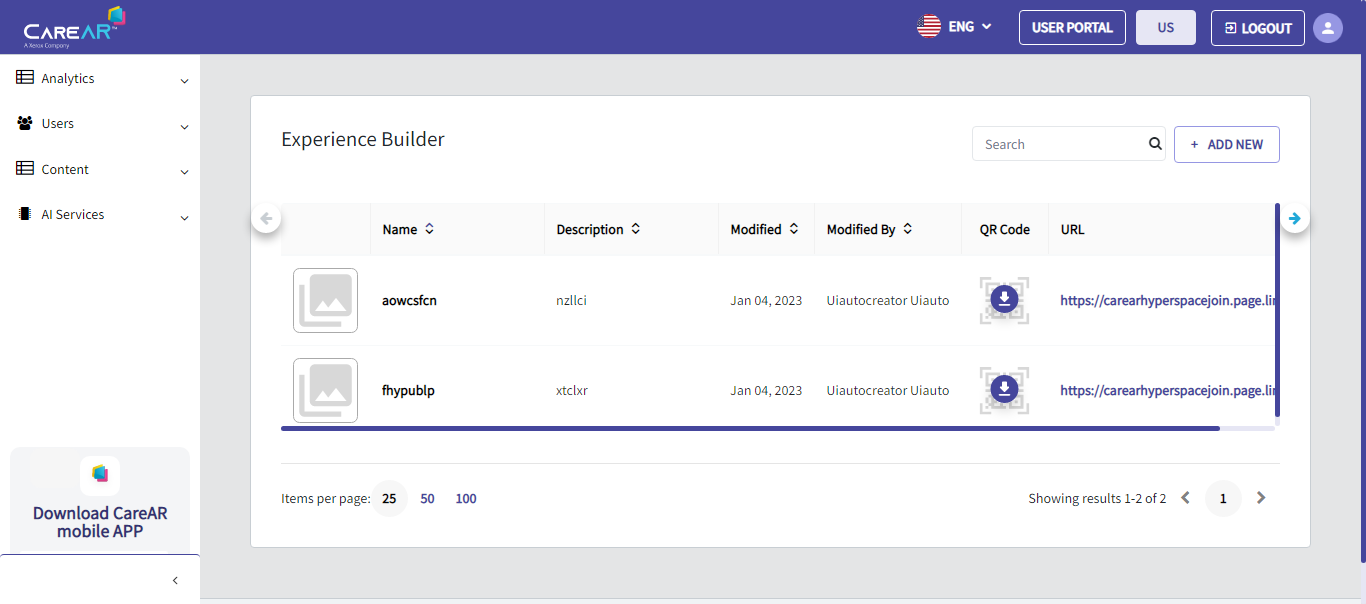 CAREAR™
A Xerox Company
ENG
USER PORTAL
US
LOGOUT
Analytics
Users
Content
AI Services
Experience Builder
Search
+ ADD NEW
Name Description Modified Modified By QR Code URL
aowcsfcn nzllci Jan 04, 2023 Uiautocreator Uiauto https://carearhyperspacejoin.page.lin
fhypublp xtclxr Jan 04, 2023 Uiautocreator Uiauto https://carearhyperspacejoin.page.lin
Items per page: 25 50 100
Showing results 1-2 of 2 1
Download CareAR
mobile APP